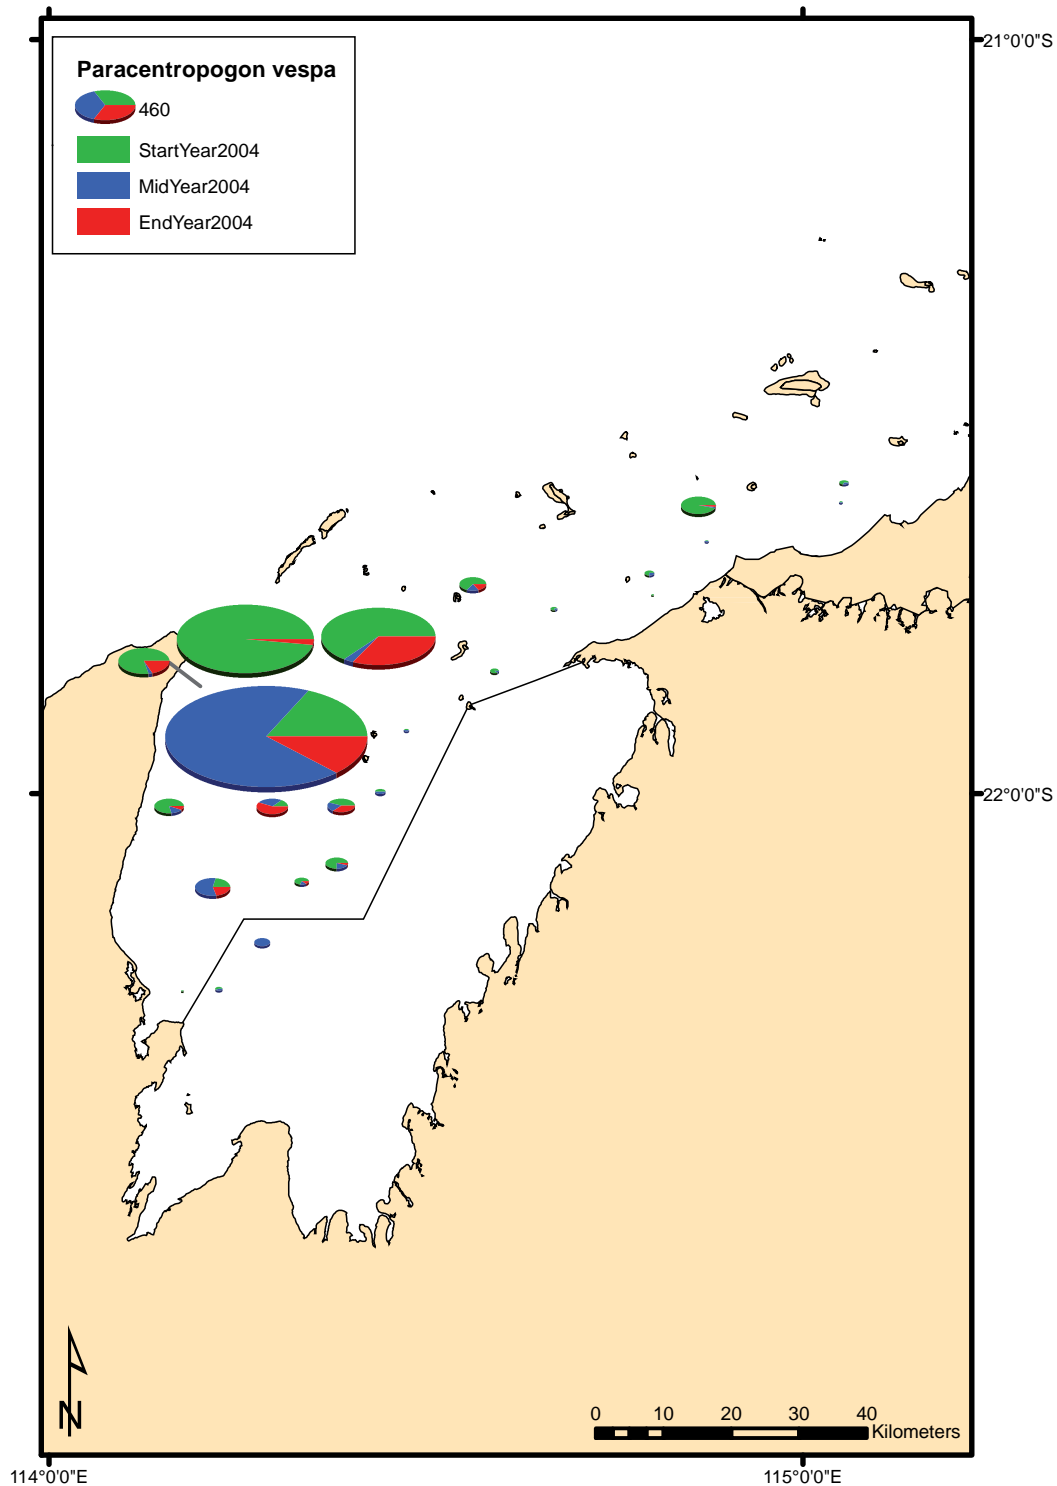 21°0'0"S
Paracentropogon vespa
460
StartYear2004
MidYear2004
EndYear2004
22°0'0"S
N
0 10 20 30 40
Kilometers
114°0'0"E 115°0'0"E